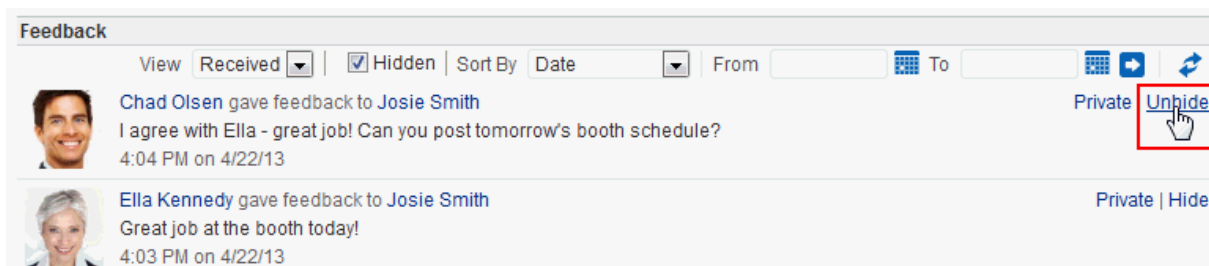 Feedback
View Received | Hidden | Sort By Date | From To
Chad Olsen gave feedback to Josie Smith Private Unhide
I agree with Ella - great job! Can you post tomorrow's booth schedule?
4:04 PM on 4/22/13
Ella Kennedy gave feedback to Josie Smith Private | Hide
Great job at the booth today!
4:03 PM on 4/22/13